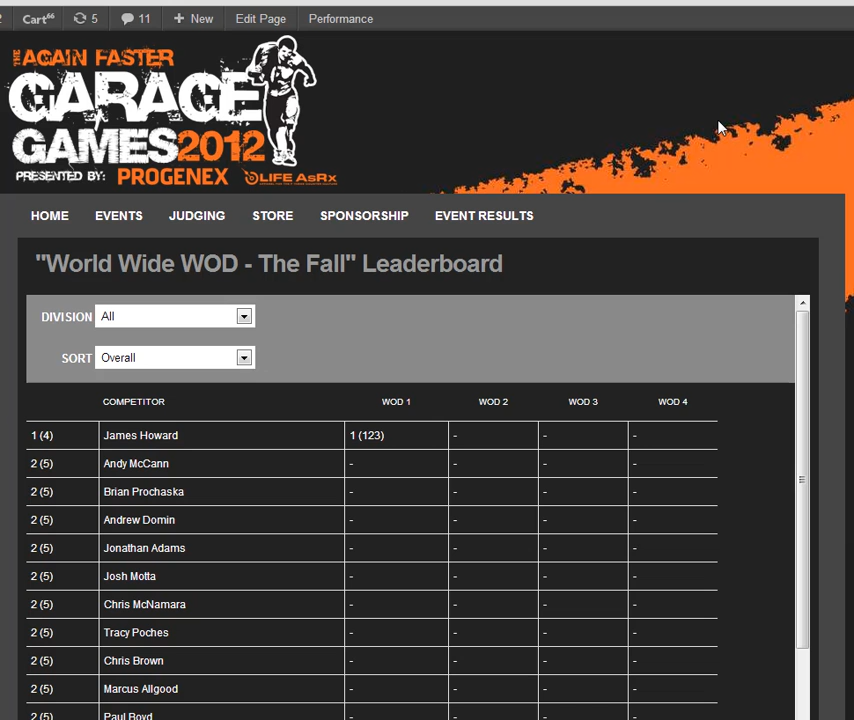 Cart66 5 11 + New Edit Page Performance
THE AGAIN FASTER
GARAGE
GAMES2012
PRESENTED BY: PROGENEX LIFE AsRx
HOME EVENTS JUDGING STORE SPONSORSHIP EVENT RESULTS
"World Wide WOD - The Fall" Leaderboard
DIVISION All
SORT Overall
COMPETITOR WOD 1 WOD 2 WOD 3 WOD 4
1 (4) James Howard 1 (123) - - -
2 (5) Andy McCann - - - -
2 (5) Brian Prochaska - - - -
2 (5) Andrew Domin - - - -
2 (5) Jonathan Adams - - - -
2 (5) Josh Motta - - - -
2 (5) Chris McNamara - - - -
2 (5) Tracy Poches - - - -
2 (5) Chris Brown - - - -
2 (5) Marcus Allgood - - - -
2 (5) Paul Boyd - - - -